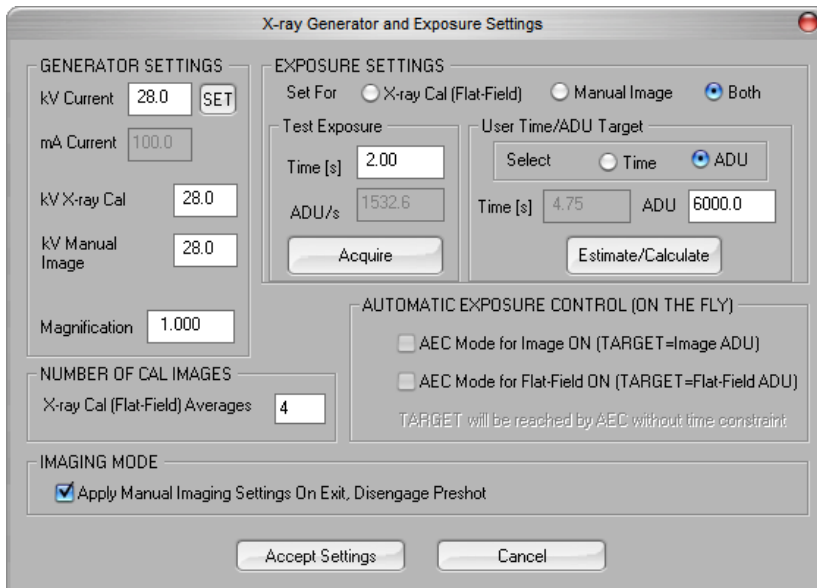 X-ray Generator and Exposure Settings
GENERATOR SETTINGS
kV Current 28.0 SET
mA Current 100.0
kV X-ray Cal 28.0
kV Manual
Image 28.0
Magnification 1.000
NUMBER OF CAL IMAGES
X-ray Cal (Flat-Field) Averages 4
EXPOSURE SETTINGS
Set For X-ray Cal (Flat-Field) Manual Image Both
Test Exposure
Time [s] 2.00
ADU/s 1532.6
Acquire
User Time/ADU Target
Select Time ADU
Time [s] 4.75 ADU 6000.0
Estimate/Calculate
AUTOMATIC EXPOSURE CONTROL (ON THE FLY)
AEC Mode for Image ON (TARGET=Image ADU)
AEC Mode for Flat-Field ON (TARGET=Flat-Field ADU)
TARGET will be reached by AEC without time constraint
IMAGING MODE
Apply Manual Imaging Settings On Exit, Disengage Preshot
Accept Settings Cancel